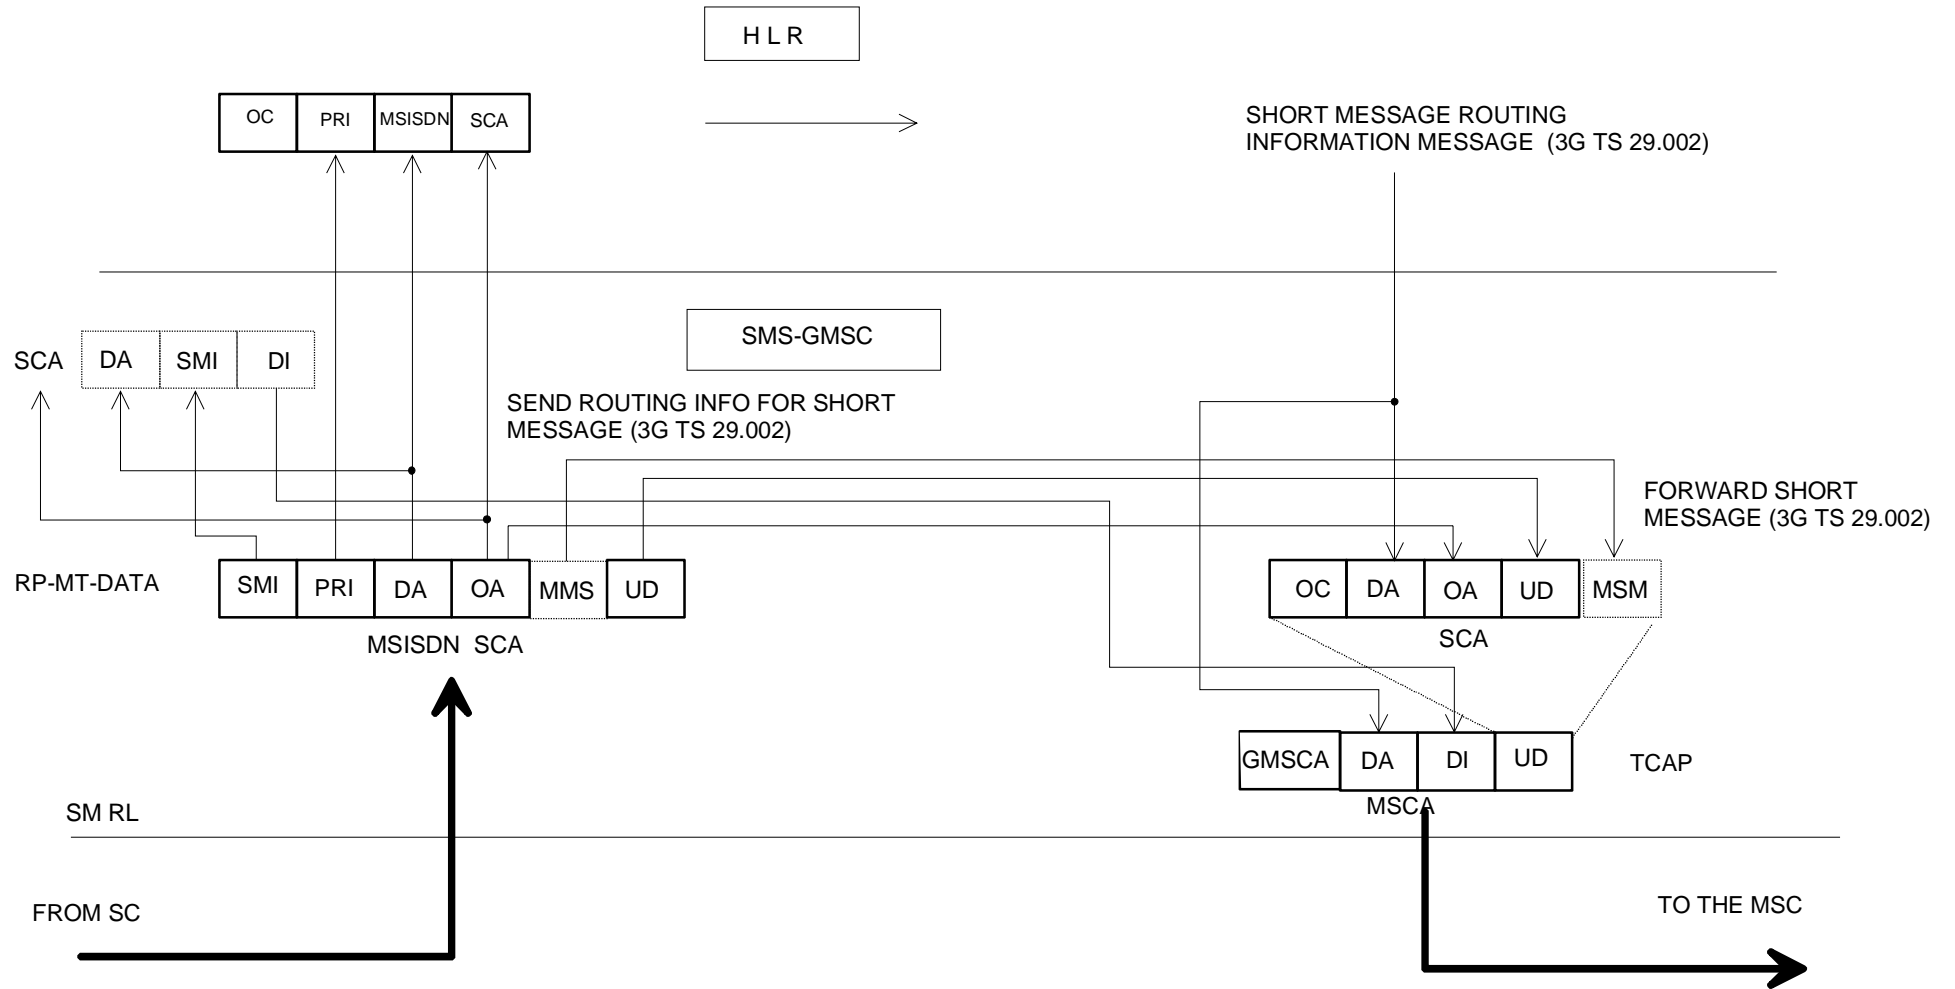 H L R
OC PRI MSISDN SCA
SHORT MESSAGE ROUTING
INFORMATION MESSAGE (3G TS 29.002)
SMS-GMSC
SCA DA SMI DI
SEND ROUTING INFO FOR SHORT
MESSAGE (3G TS 29.002)
FORWARD SHORT
MESSAGE (3G TS 29.002)
RP-MT-DATA SMI PRI DA OA MMS UD
MSISDN SCA
OC DA OA UD MSM
SCA
GMSCA DA DI UD TCAP
MSCA
SM RL
FROM SC
TO THE MSC